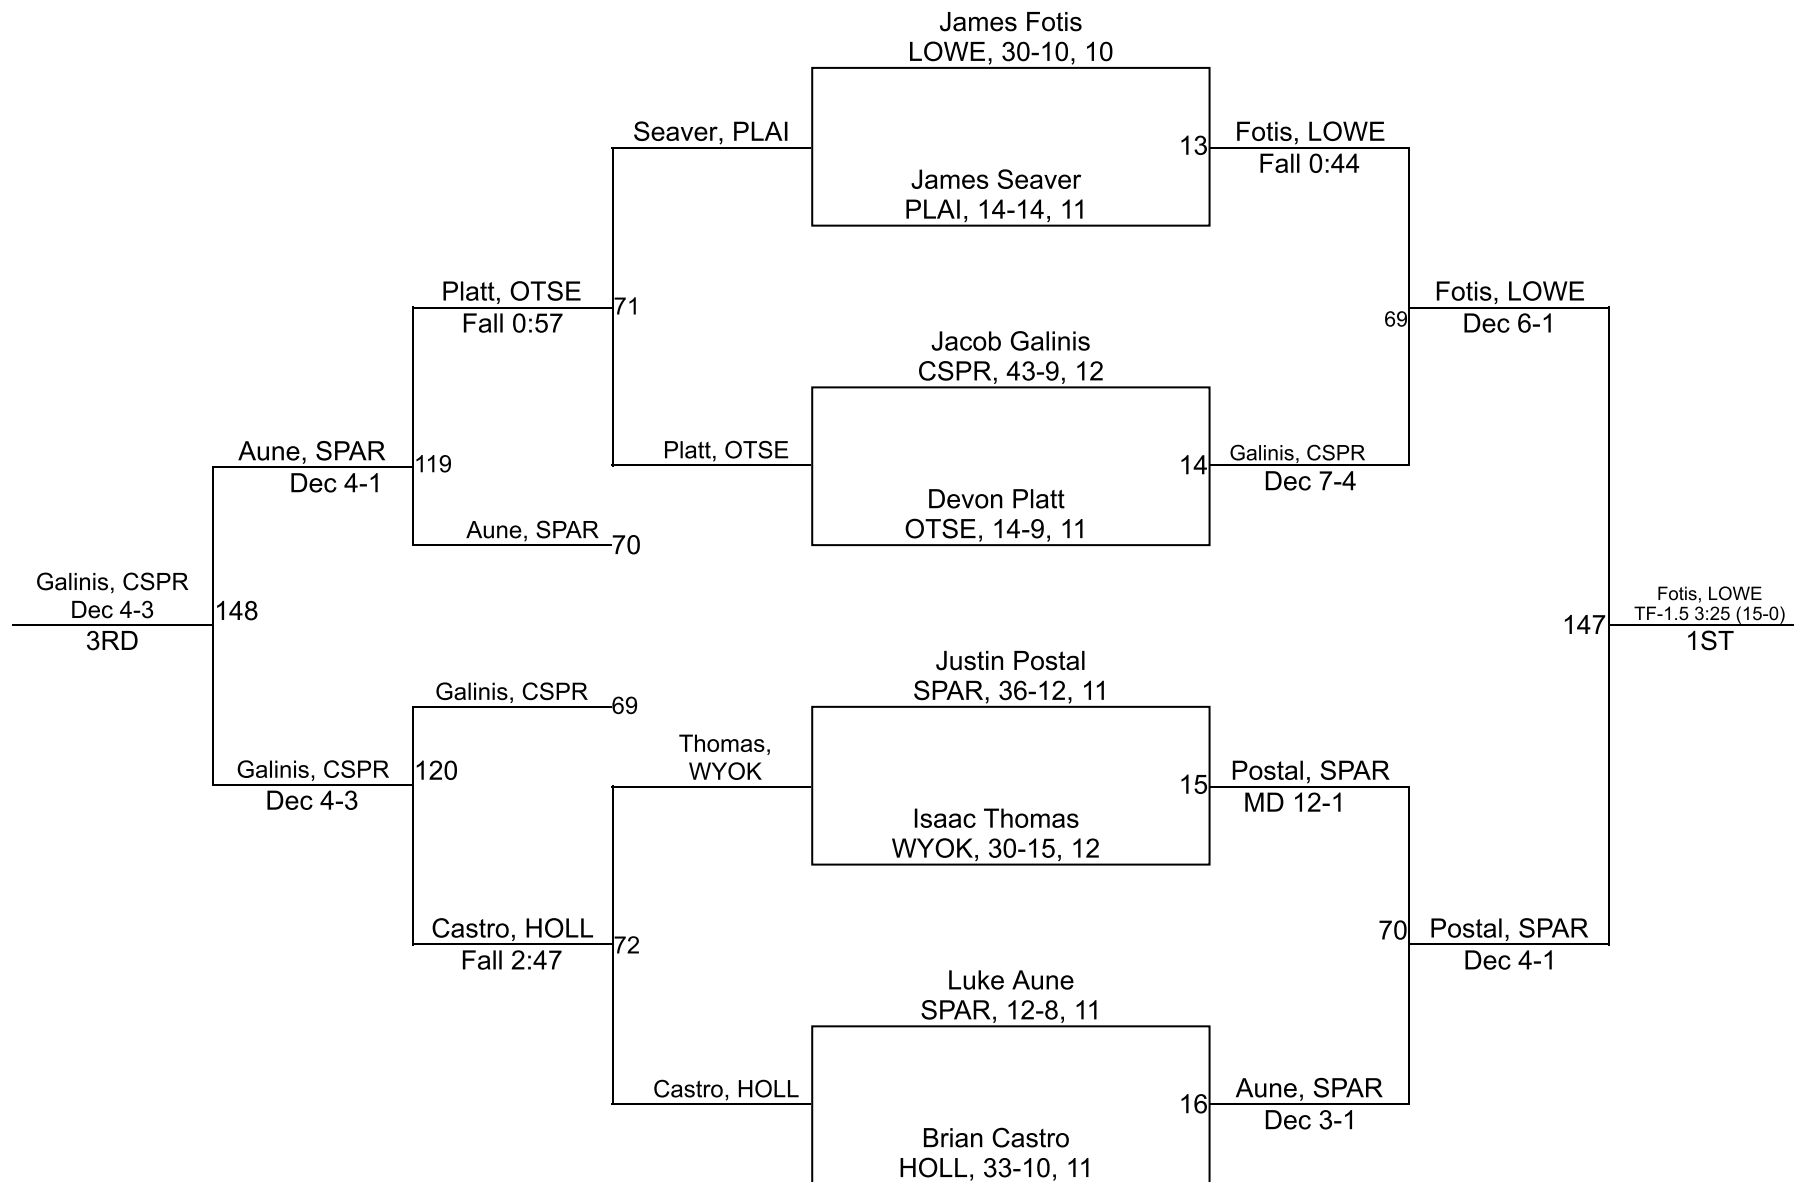 James Fotis
LOWE, 30-10, 10
Seaver, PLAI
13
Fotis, LOWE
Fall 0:44
James Seaver
PLAI, 14-14, 11
Platt, OTSE
Fall 0:57
71
Fotis, LOWE
Dec 6-1
69
Jacob Galinis
CSPR, 43-9, 12
Aune, SPAR
Dec 4-1
119
Platt, OTSE
14
Galinis, CSPR
Dec 7-4
Devon Platt
OTSE, 14-9, 11
Aune, SPAR
70
Galinis, CSPR
Dec 4-3
3RD
148
147
Fotis, LOWE
TF-1.5 3:25 (15-0)
1ST
Justin Postal
SPAR, 36-12, 11
Galinis, CSPR
69
Thomas,
WYOK
Galinis, CSPR
Dec 4-3
120
15
Postal, SPAR
MD 12-1
Isaac Thomas
WYOK, 30-15, 12
Castro, HOLL
Fall 2:47
72
70
Postal, SPAR
Dec 4-1
Luke Aune
SPAR, 12-8, 11
Castro, HOLL
16
Aune, SPAR
Dec 3-1
Brian Castro
HOLL, 33-10, 11